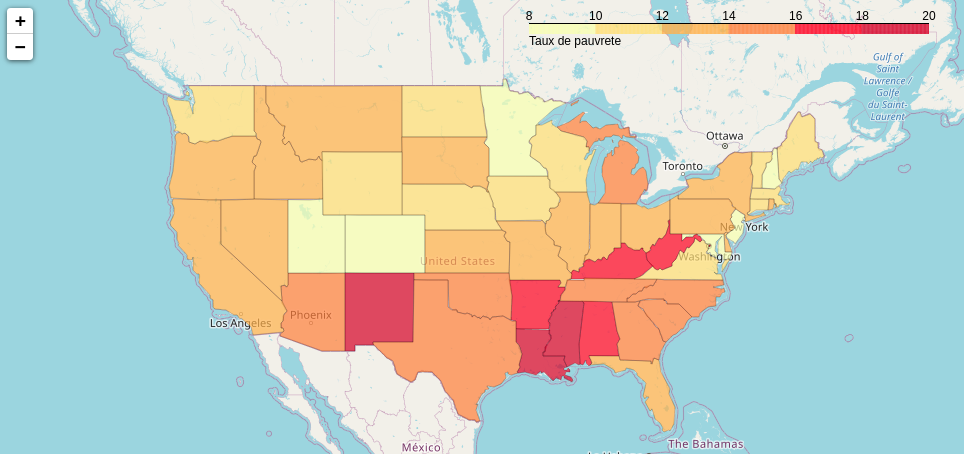 +
−
8 10 12 14 16 18 20
Taux de pauvrete
Gulf of
Saint
Lawrence /
Golfe
du Saint-
Laurent
Ottawa
Toronto
New York
Washington
United States
Phoenix
Los Angeles
México
The Bahamas